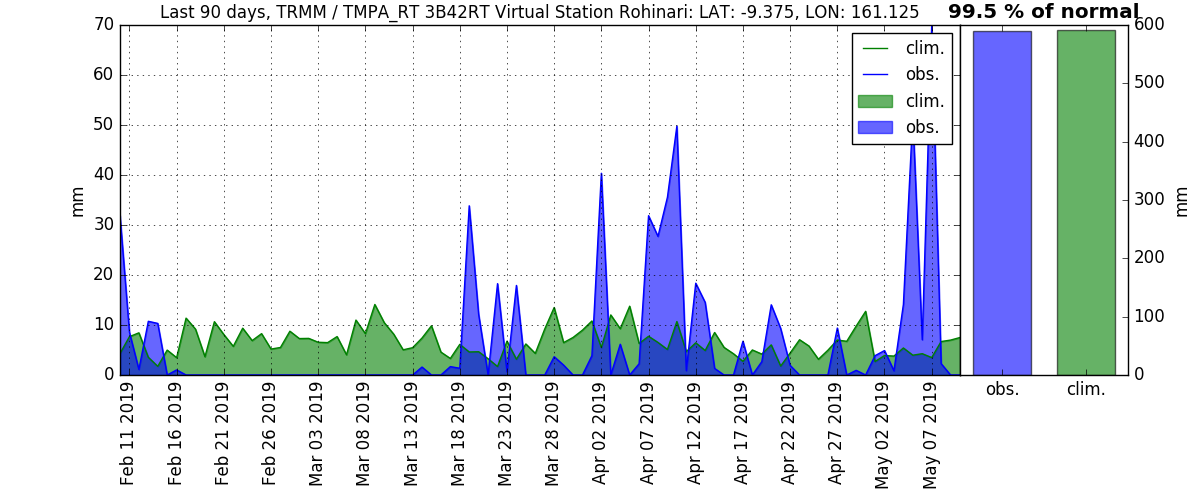 Last 90 days, TRMM / TMPA_RT 3B42RT Virtual Station Rohinari: LAT: -9.375, LON: 161.125
99.5 % of normal
70
60
50
40
30
20
10
0
mm
clim.
obs.
clim.
obs.
600
500
400
300
200
100
0
mm
obs.
clim.
Feb 11 2019
Feb 16 2019
Feb 21 2019
Feb 26 2019
Mar 03 2019
Mar 08 2019
Mar 13 2019
Mar 18 2019
Mar 23 2019
Mar 28 2019
Apr 02 2019
Apr 07 2019
Apr 12 2019
Apr 17 2019
Apr 22 2019
Apr 27 2019
May 02 2019
May 07 2019